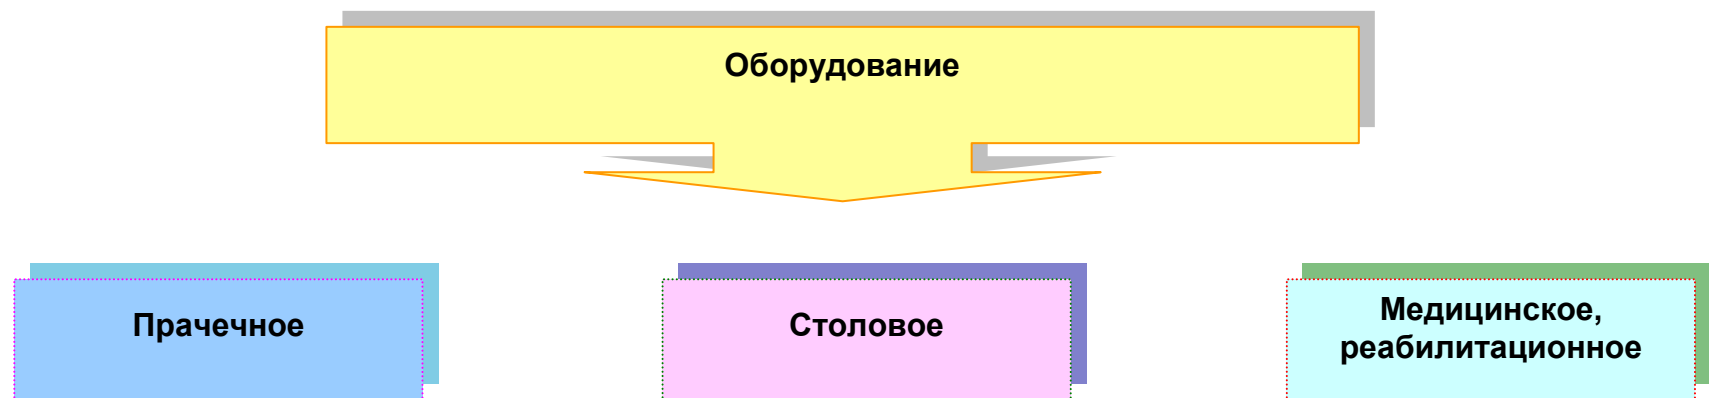 Оборудование
Прачечное
Столовое
Медицинское,
реабилитационное